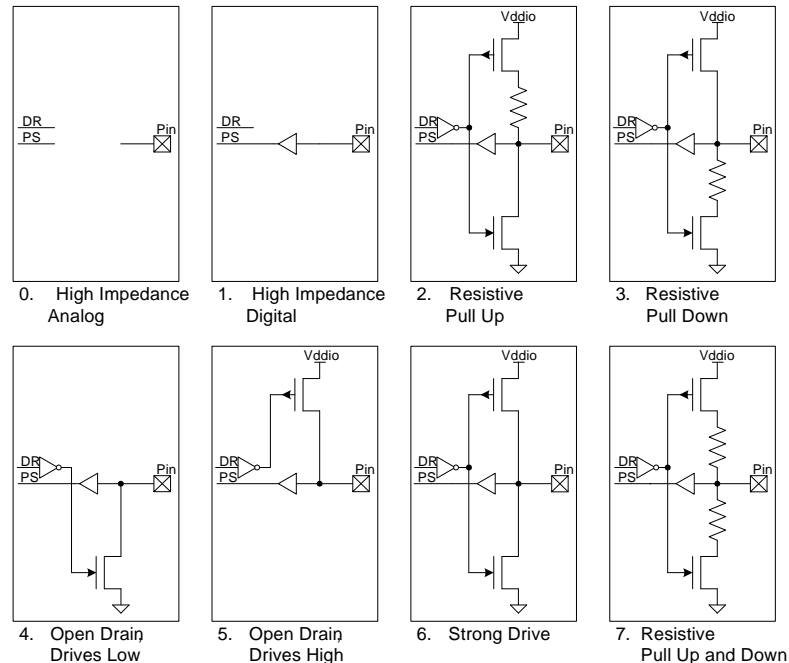 Vddio
Vddio
DR
PS
Pin
DR
PS
Pin
DR
PS
Pin
DR
PS
Pin
0. High Impedance
Analog
1. High Impedance
Digital
2. Resistive
Pull Up
3. Resistive
Pull Down
Vddio
Vddio
Vddio
DR
PS
Pin
DR
PS
Pin
DR
PS
Pin
DR
PS
Pin
4. Open Drain,
Drives Low
5. Open Drain,
Drives High
6. Strong Drive
7. Resistive
Pull Up and Down